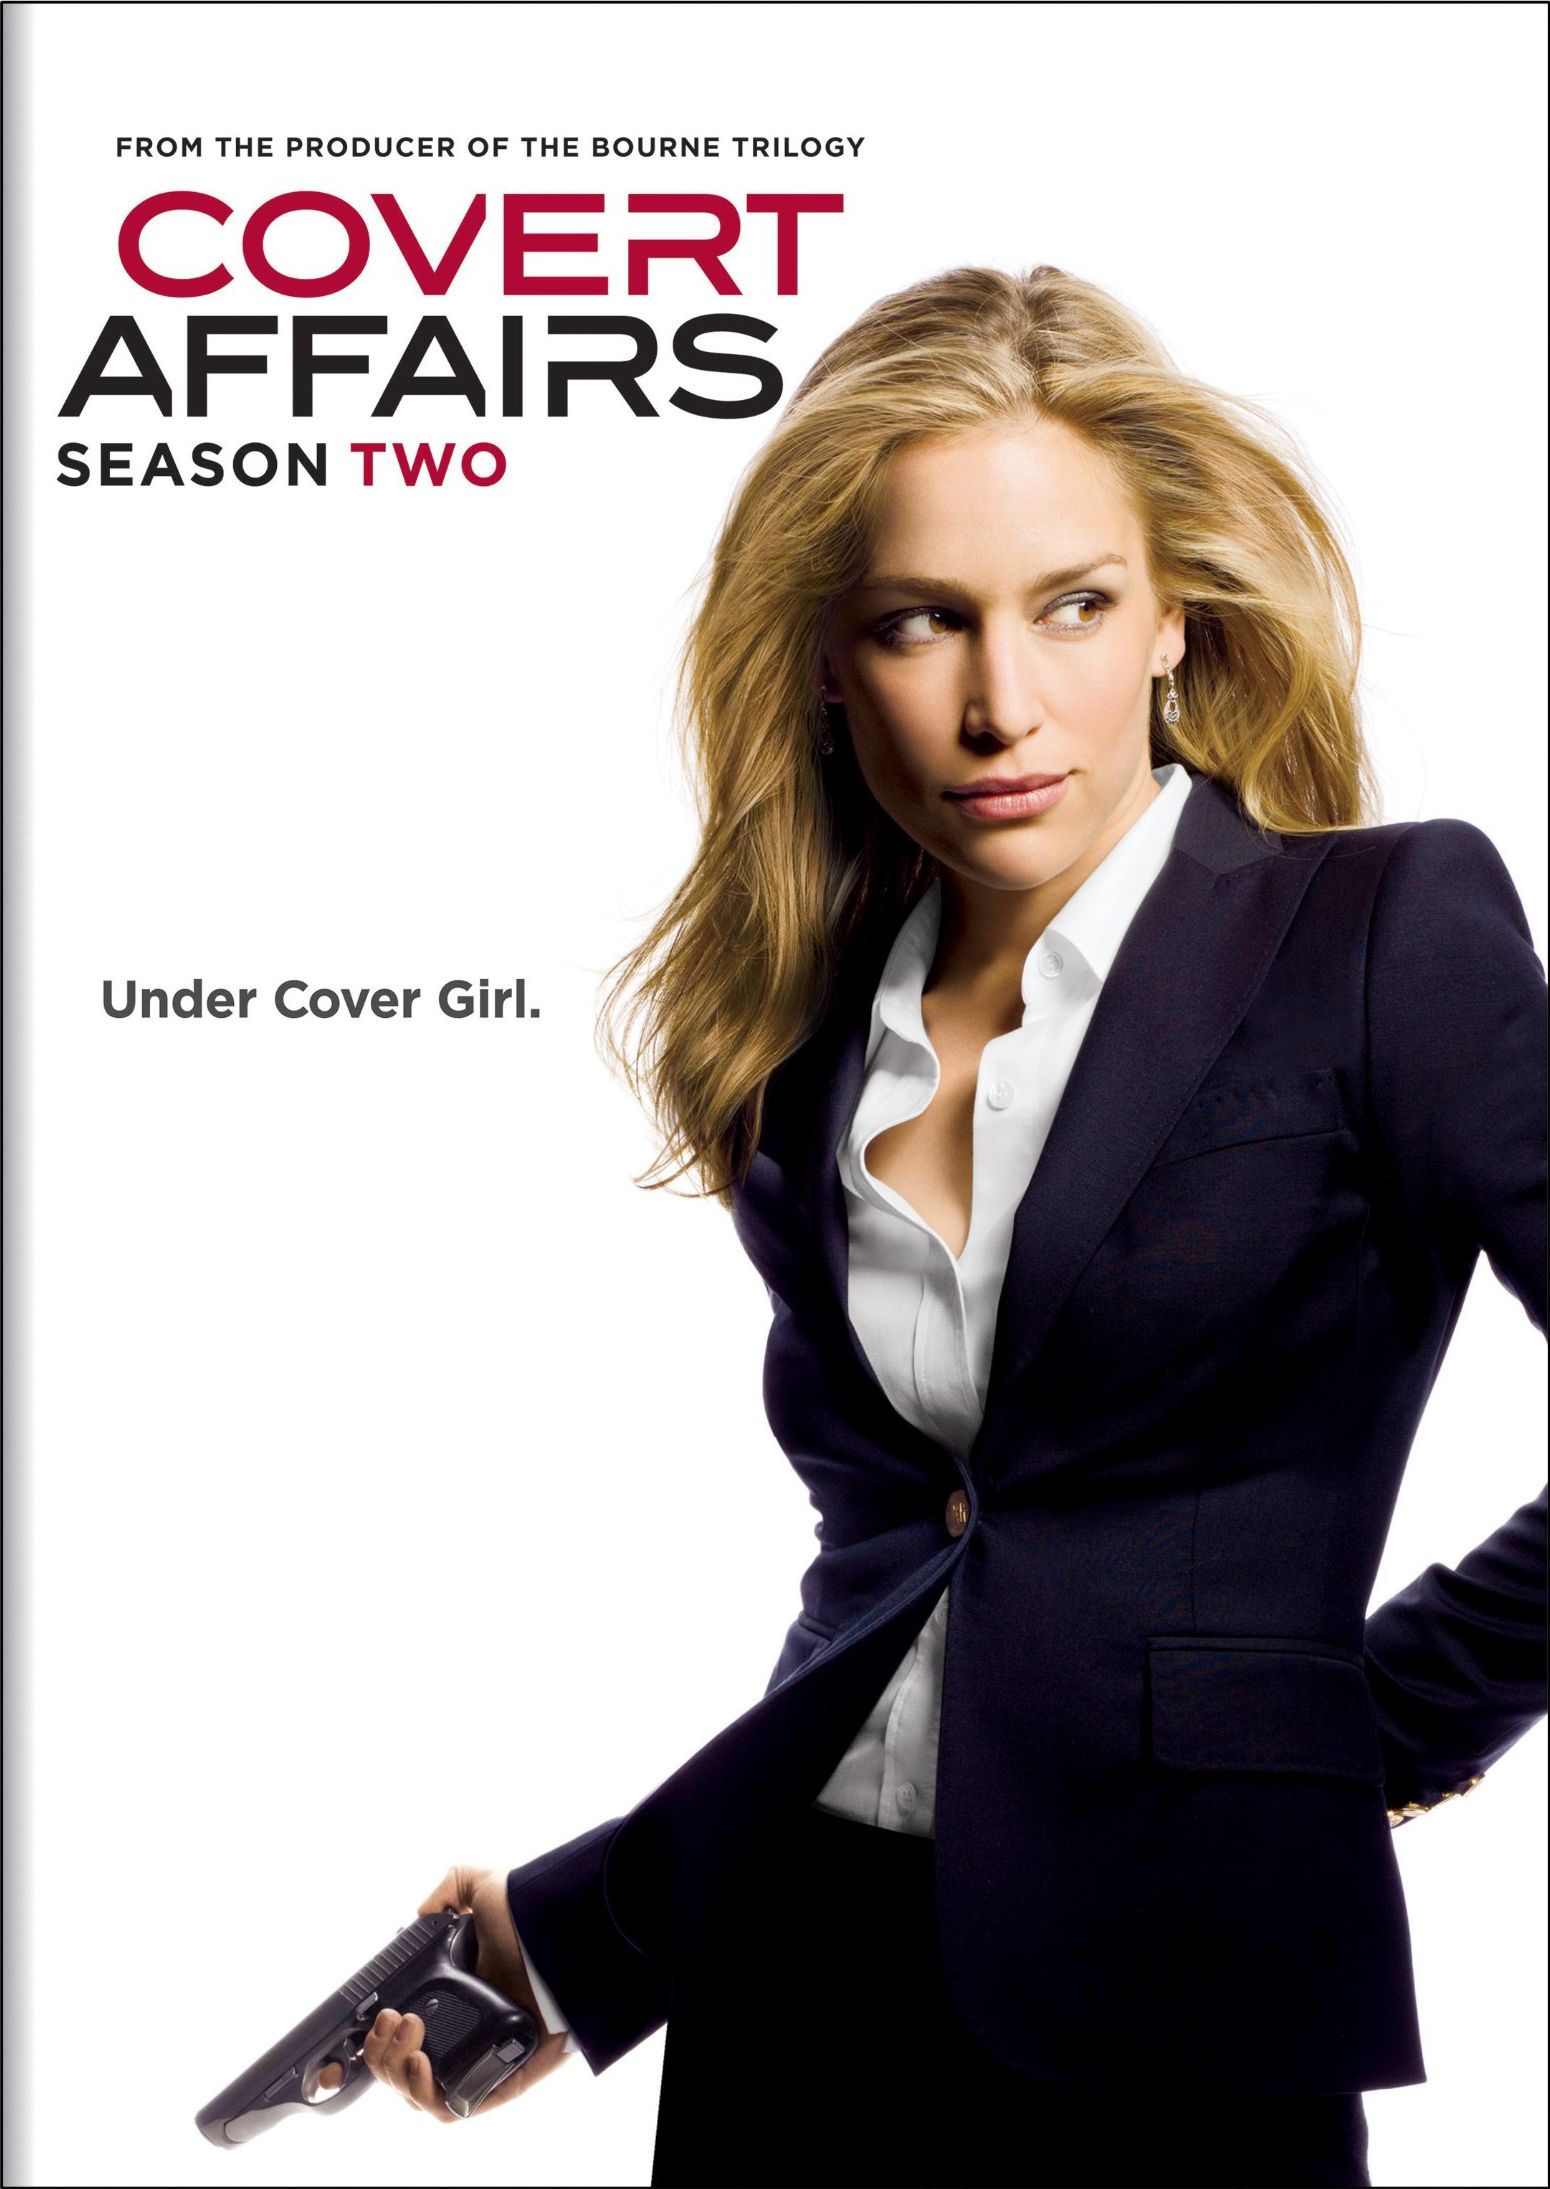 FROM THE PRODUCER OF THE BOURNE TRILOGY
COVERT
AFFAIRS
SEASON TWO
Under Cover Girl.